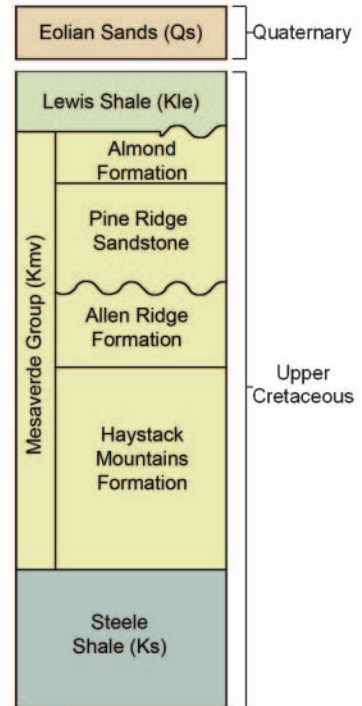 Eolian Sands (Qs)
Quaternary
Lewis Shale (Kle)
Mesaverde Group (Kmv)
Almond
Formation
Pine Ridge
Sandstone
Allen Ridge
Formation
Haystack
Mountains
Formation
Steele
Shale (Ks)
Upper
Cretaceous